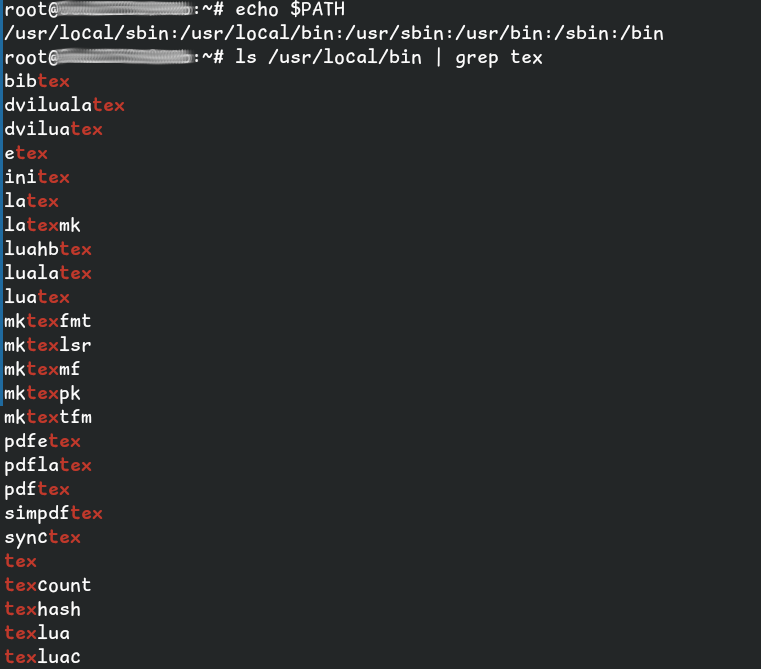 root@:~# echo $PATH
/usr/local/sbin:/usr/local/bin:/usr/sbin:/usr/bin:/sbin:/bin
root@:~# ls /usr/local/bin | grep tex
bibtex
dvilualatex
dviluatex
etex
initex
latex
latexmk
luahbtex
lualatex
luatex
mktexfmt
mktexlsr
mktexmf
mktexpk
mktextfm
pdfetex
pdflatex
pdftex
simpdftex
synctex
tex
texcount
texhash
texlua
texluac